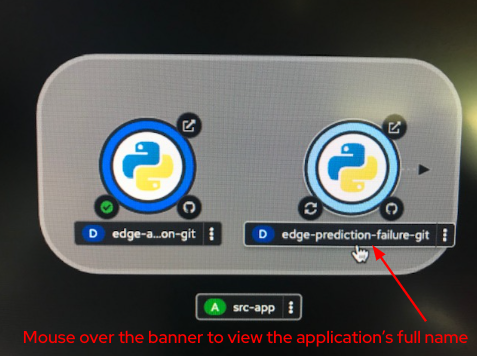 D edge-a...on-git
D edge-prediction-failure-git
A src-app
Mouse over the banner to view the application's full name